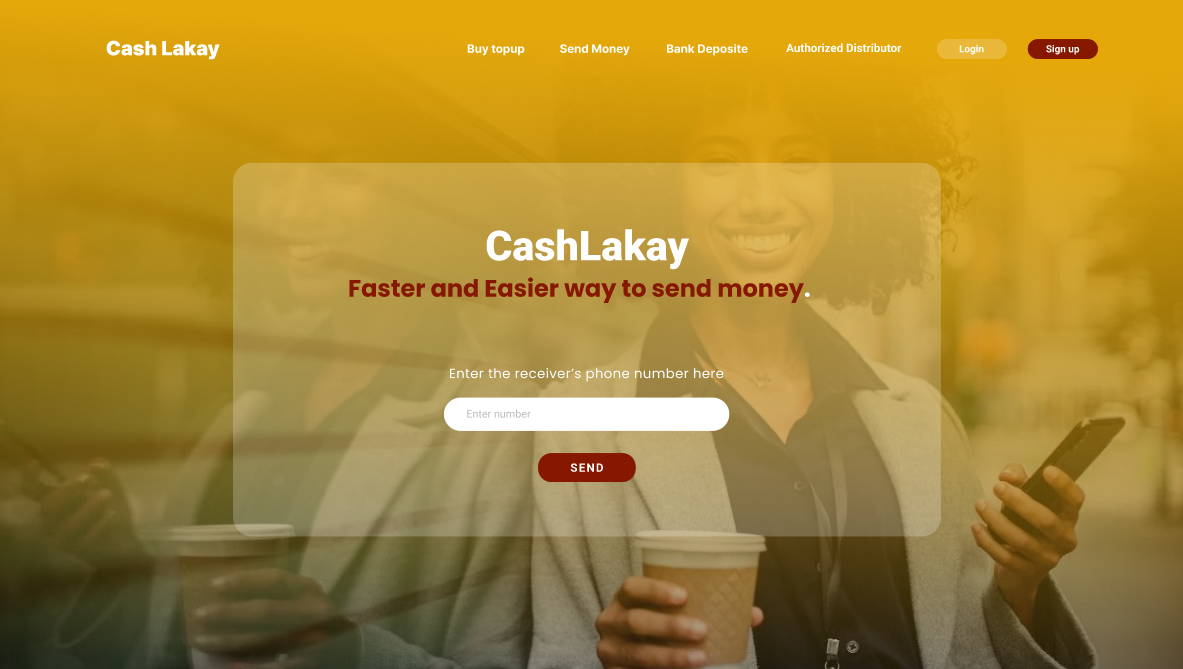 Cash Lakay
Buy topup
Send Money
Bank Deposite
Authorized Distributor
Login
Sign up
CashLakay
Faster and Easier way to send money.
Enter the receiver's phone number here
Enter number
SEND